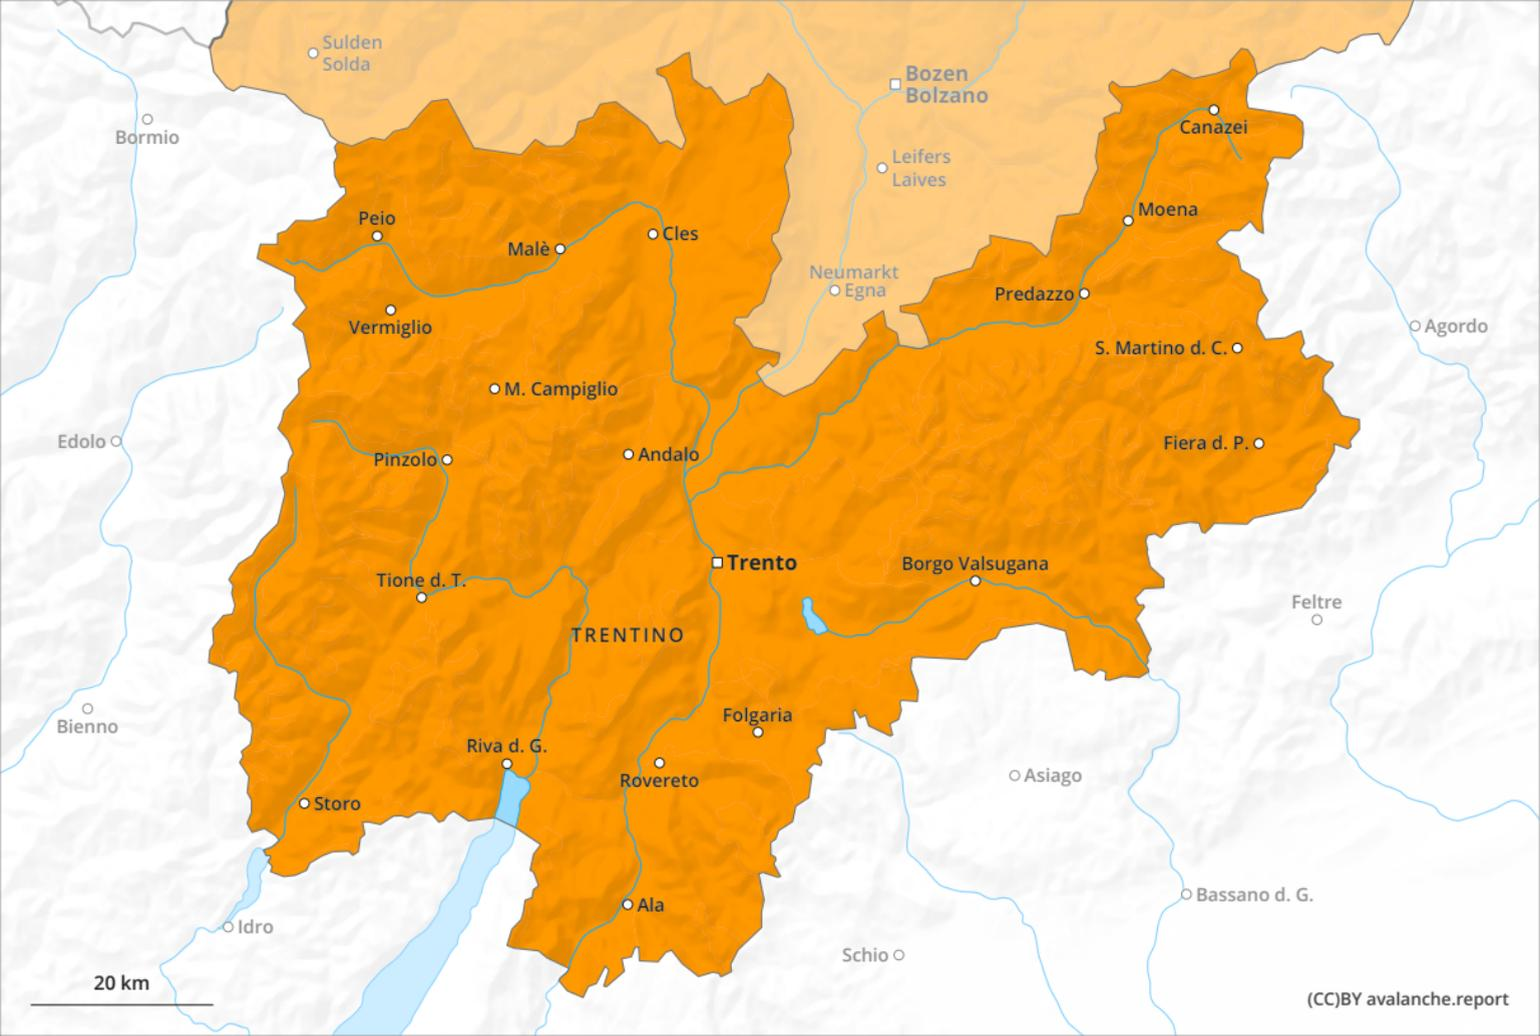 Sulden
Solda
Bozen
Bolzano
Bormio
Canazei
Leifers
Laives
Peio
Moena
Malè
Cles
Neumarkt
Egna
Predazzo
Vermiglio
Agordo
S. Martino d. C.
M. Campiglio
Edolo
Fiera d. P.
Pinzolo
Andalo
Trento
Borgo Valsugana
Tione d. T.
Feltre
TRENTINO
Bienno
Folgaria
Riva d. G.
Rovereto
Asiago
Storo
Bassano d. G.
Ala
Idro
Schio
20 km
(CC)BY avalanche.report